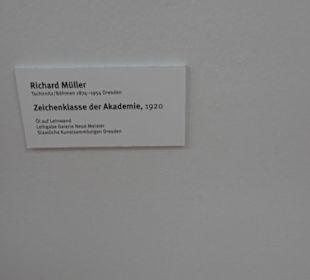 Richard Müller
Tschirnitz/Böhmen 1874–1954 Dresden
Zeichenklasse der Akademie, 1920
Öl auf Leinwand
Leihgabe Galerie Neue Meister
Staatliche Kunstsammlungen Dresden